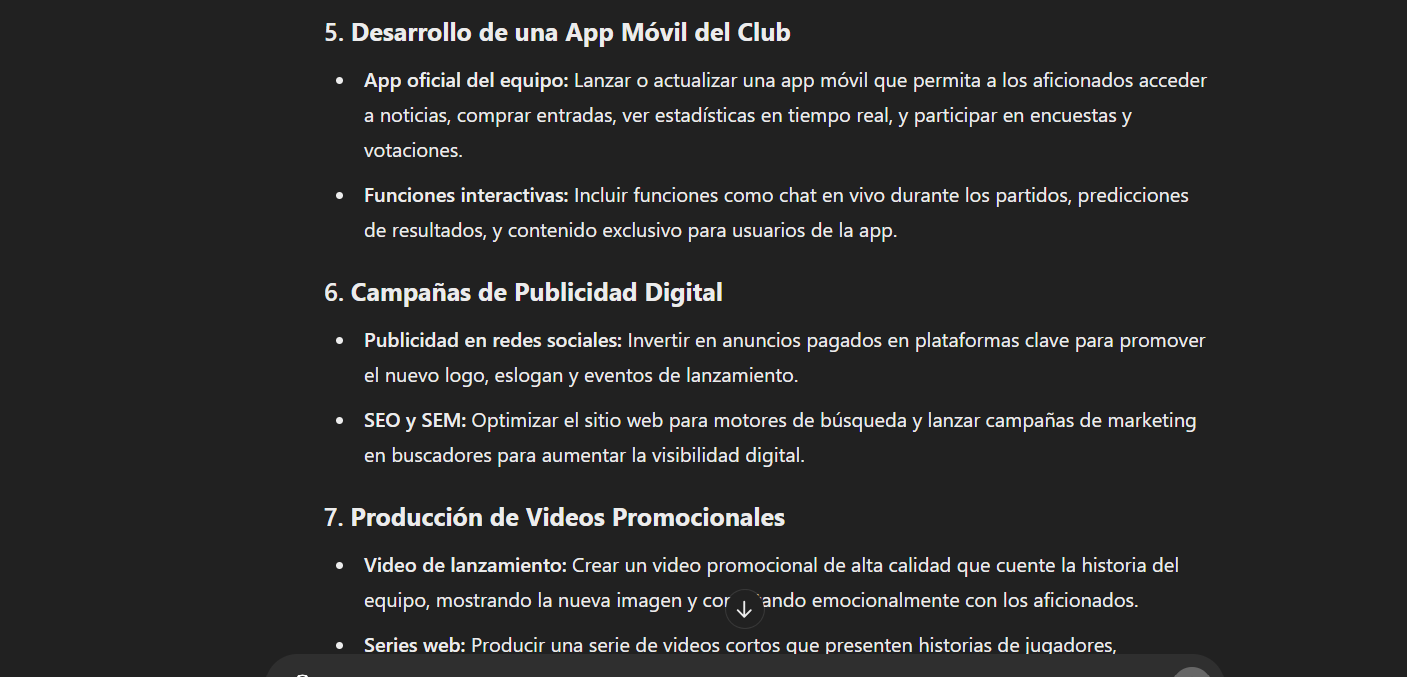 5. Desarrollo de una App Móvil del Club
• App oficial del equipo: Lanzar o actualizar una app móvil que permita a los aficionados acceder
a noticias, comprar entradas, ver estadísticas en tiempo real, y participar en encuestas y
votaciones.
• Funciones interactivas: Incluir funciones como chat en vivo durante los partidos, predicciones
de resultados, y contenido exclusivo para usuarios de la app.
6. Campañas de Publicidad Digital
• Publicidad en redes sociales: Invertir en anuncios pagados en plataformas clave para promover
el nuevo logo, eslogan y eventos de lanzamiento.
• SEO y SEM: Optimizar el sitio web para motores de búsqueda y lanzar campañas de marketing
en buscadores para aumentar la visibilidad digital.
7. Producción de Videos Promocionales
• Video de lanzamiento: Crear un video promocional de alta calidad que cuente la historia del
equipo, mostrando la nueva imagen y emocionalmente con los aficionados.
• Series web: Producir una serie de videos cortos que presenten historias de jugadores,